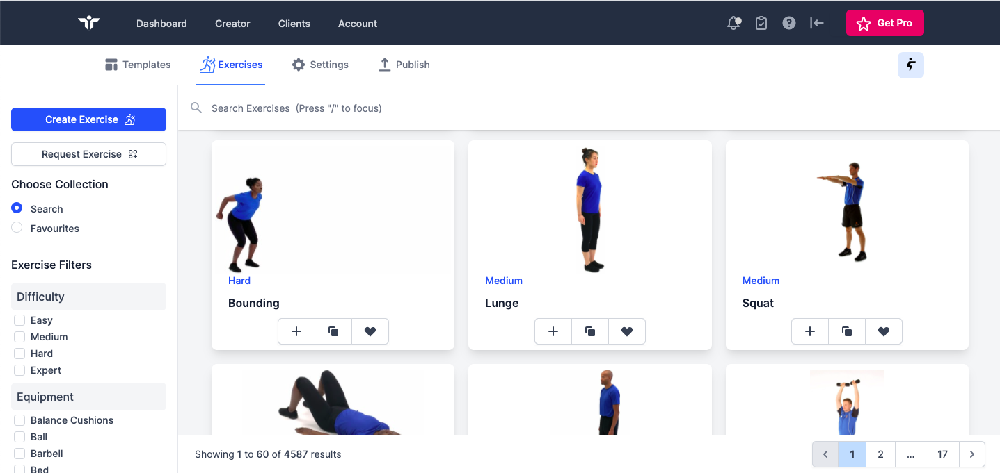 Dashboard Creator Clients Account Get Pro
Templates Exercises Settings Publish
Search Exercises (Press "/" to focus)
Create Exercise
Request Exercise
Choose Collection
Search
Favourites
Exercise Filters
Difficulty
Easy
Medium
Hard
Expert
Equipment
Balance Cushions
Ball
Barbell
Bed
Hard Medium Medium
Bounding Lunge Squat
Showing 1 to 60 of 4587 results
1 2 ... 17